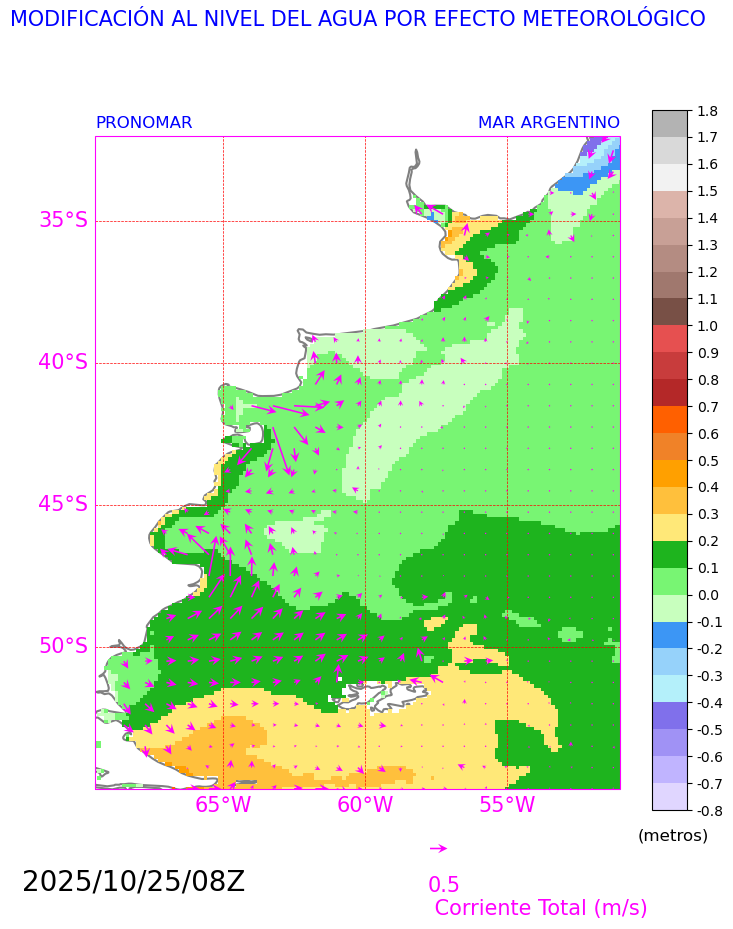 MODIFICACIÓN AL NIVEL DEL AGUA POR EFECTO METEOROLÓGICO
PRONOMAR MAR ARGENTINO
35°S
40°S
45°S
50°S
65°W 60°W 55°W
1.8
1.7
1.6
1.5
1.4
1.3
1.2
1.1
1.0
0.9
0.8
0.7
0.6
0.5
0.4
0.3
0.2
0.1
0.0
-0.1
-0.2
-0.3
-0.4
-0.5
-0.6
-0.7
-0.8
(metros)
2025/10/25/08Z
0.5
Corriente Total (m/s)